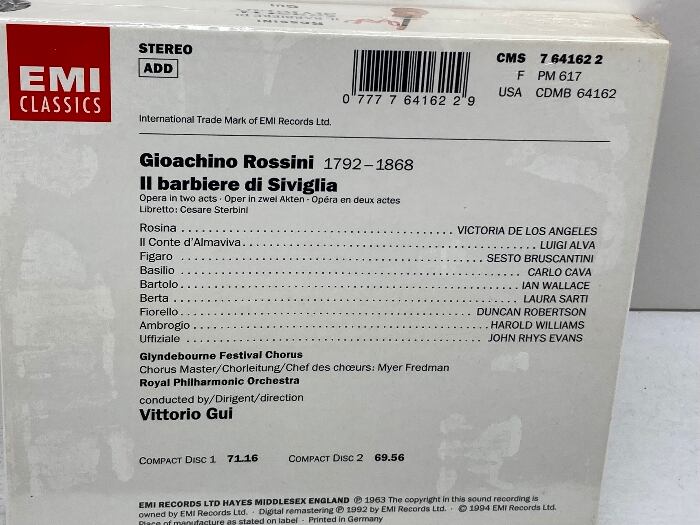 ROSSINI
IL BARBIERE DI
SIVIGLIA
GUI
EMI
CLASSICS
STEREO
ADD
CMS 7 64162 2
F PM 617
USA CDMB 64162
0 777 7 64162 2 9
International Trade Mark of EMI Records Ltd.
Gioachino Rossini 1792–1868
Il barbiere di Siviglia
Opera in two acts · Oper in zwei Akten · Opéra en deux actes
Libretto: Cesare Sterbini
Rosina . . . . . . . . . . . . . . . . . . . . . . . . . . . . . . . . . . . . VICTORIA DE LOS ANGELES
Il Conte d'Almaviva. . . . . . . . . . . . . . . . . . . . . . . . . . . . . . . . . . . . . . LUIGI ALVA
Figaro . . . . . . . . . . . . . . . . . . . . . . . . . . . . . . . . . . . . . . . SESTO BRUSCANTINI
Basilio . . . . . . . . . . . . . . . . . . . . . . . . . . . . . . . . . . . . . . . . . . . . CARLO CAVA
Bartolo . . . . . . . . . . . . . . . . . . . . . . . . . . . . . . . . . . . . . . . . . . . IAN WALLACE
Berta . . . . . . . . . . . . . . . . . . . . . . . . . . . . . . . . . . . . . . . . . . . . LAURA SARTI
Fiorello . . . . . . . . . . . . . . . . . . . . . . . . . . . . . . . . . . . . . DUNCAN ROBERTSON
Ambrogio . . . . . . . . . . . . . . . . . . . . . . . . . . . . . . . . . . . . . HAROLD WILLIAMS
Uffiziale . . . . . . . . . . . . . . . . . . . . . . . . . . . . . . . . . . . . . . JOHN RHYS EVANS
Glyndebourne Festival Chorus
Chorus Master/Chorleitung/Chef des chœurs: Myer Fredman
Royal Philharmonic Orchestra
conducted by/Dirigent/direction
Vittorio Gui
COMPACT DISC 1 71.16 COMPACT DISC 2 69.56
EMI RECORDS LTD HAYES MIDDLESEX ENGLAND ℗ 1963 The copyright in this sound recording is
owned by EMI Records Ltd. · Digital remastering ℗ 1992 by EMI Records Ltd. © 1994 EMI Records Ltd.
Place of manufacture as stated on label · Printed in Germany